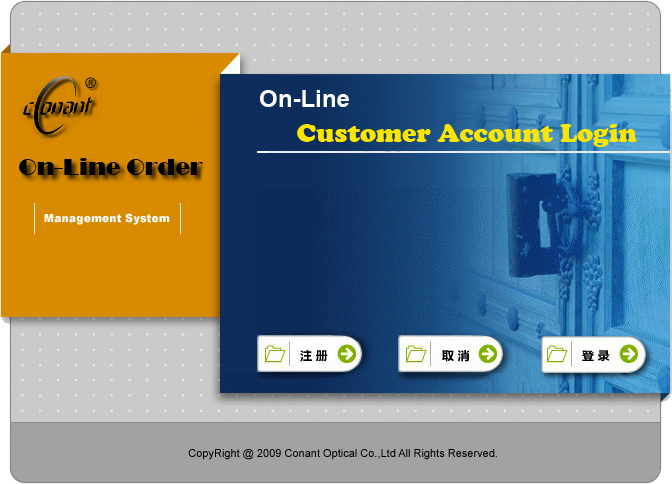 Conant ®
On-Line Order
Management System
On-Line
Customer Account Login
注册
取消
登录
CopyRight @ 2009 Conant Optical Co.,Ltd All Rights Reserved.